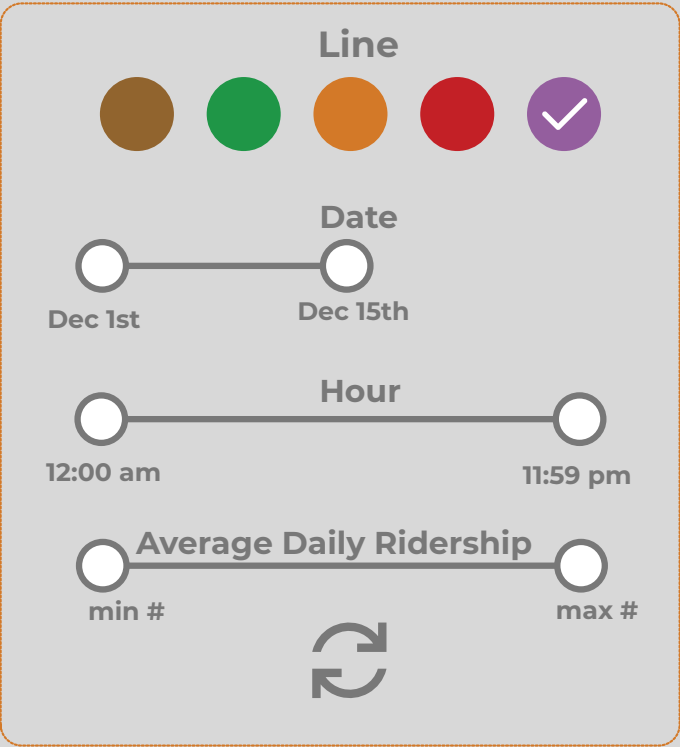 Line
Date
Dec 1st
Dec 15th
Hour
12:00 am
11:59 pm
Average Daily Ridership
min #
max #